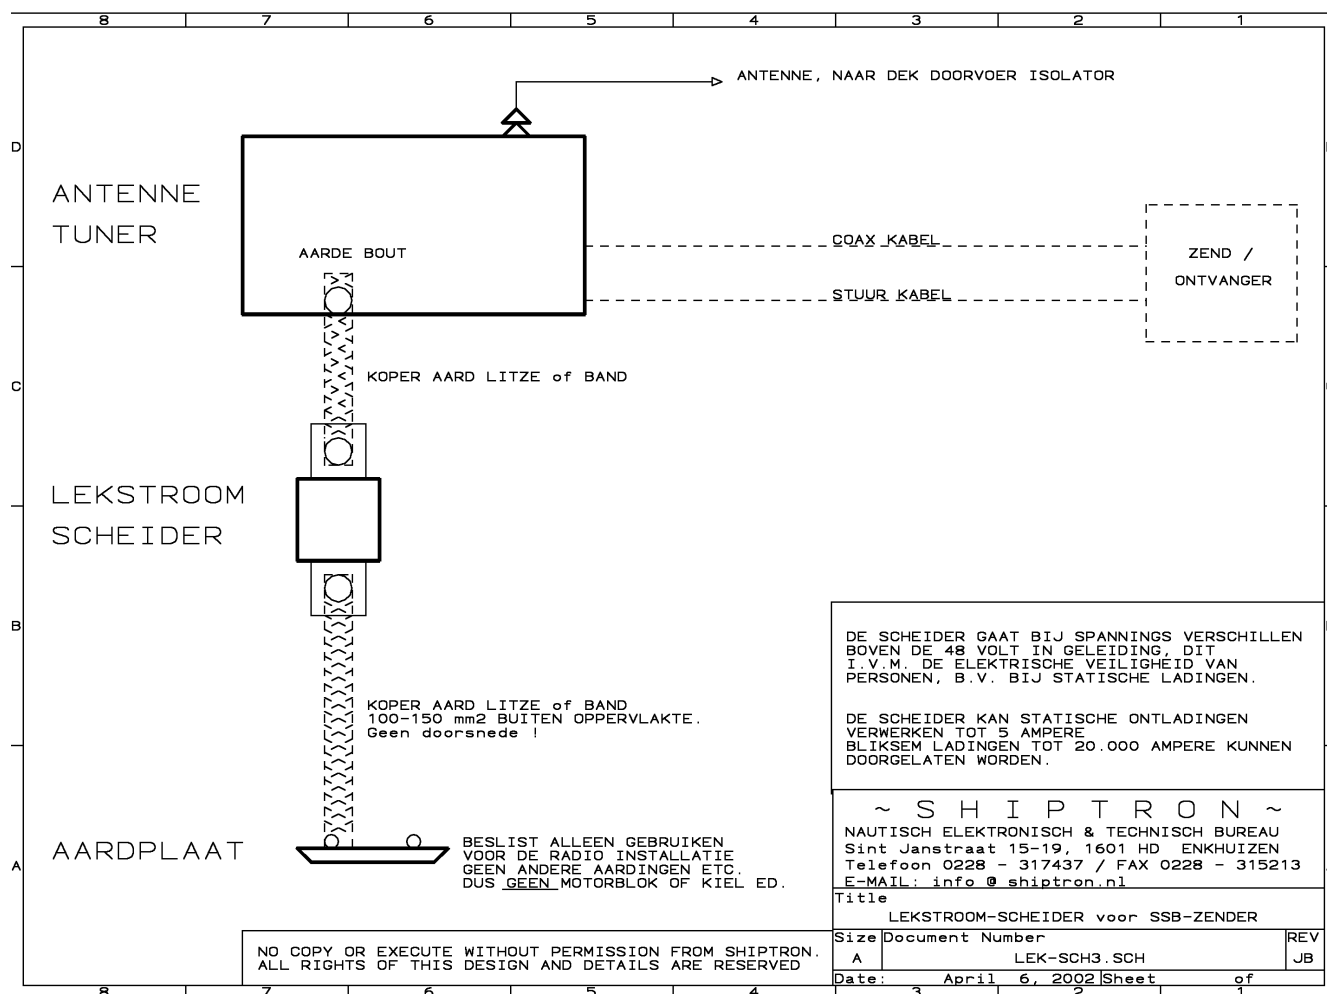 8 7 6 5 4 3 2 1
ANTENNE, NAAR DEK DOORVOER ISOLATOR
D
ANTENNE
TUNER
AARDE BOUT
COAX KABEL
STUUR KABEL
ZEND /
ONTVANGER
KOPER AARD LITZE of BAND
C
LEKSTROOM
SCHEIDER
B
DE SCHEIDER GAAT BIJ SPANNINGS VERSCHILLEN
BOVEN DE 48 VOLT IN GELEIDING, DIT
I.V.M. DE ELEKTRISCHE VEILIGHEID VAN
PERSONEN, B.V. BIJ STATISCHE LADINGEN.
DE SCHEIDER KAN STATISCHE ONTLADINGEN
VERWERKEN TOT 5 AMPERE
BLIKSEM LADINGEN TOT 20.000 AMPERE KUNNEN
DOORGELATEN WORDEN.
KOPER AARD LITZE of BAND
100-150 mm2 BUITEN OPPERVLAKTE.
Geen doorsnede !
AARDPLAAT
A
BESLIST ALLEEN GEBRUIKEN
VOOR DE RADIO INSTALLATIE
GEEN ANDERE AARDINGEN ETC.
DUS GEEN MOTORBLOK OF KIEL ED.
~ S H I P T R O N ~
NAUTISCH ELEKTRONISCH & TECHNISCH BUREAU
Sint Janstraat 15-19, 1601 HD ENKHUIZEN
Telefoon 0228 - 317437 / FAX 0228 - 315213
E-MAIL: info @ shiptron.nl
Title
LEKSTROOM-SCHEIDER voor SSB-ZENDER
Size Document Number REV
A LEK-SCH3.SCH JB
Date: April 6, 2002 Sheet of
NO COPY OR EXECUTE WITHOUT PERMISSION FROM SHIPTRON.
ALL RIGHTS OF THIS DESIGN AND DETAILS ARE RESERVED
8 7 6 5 4 3 2 1